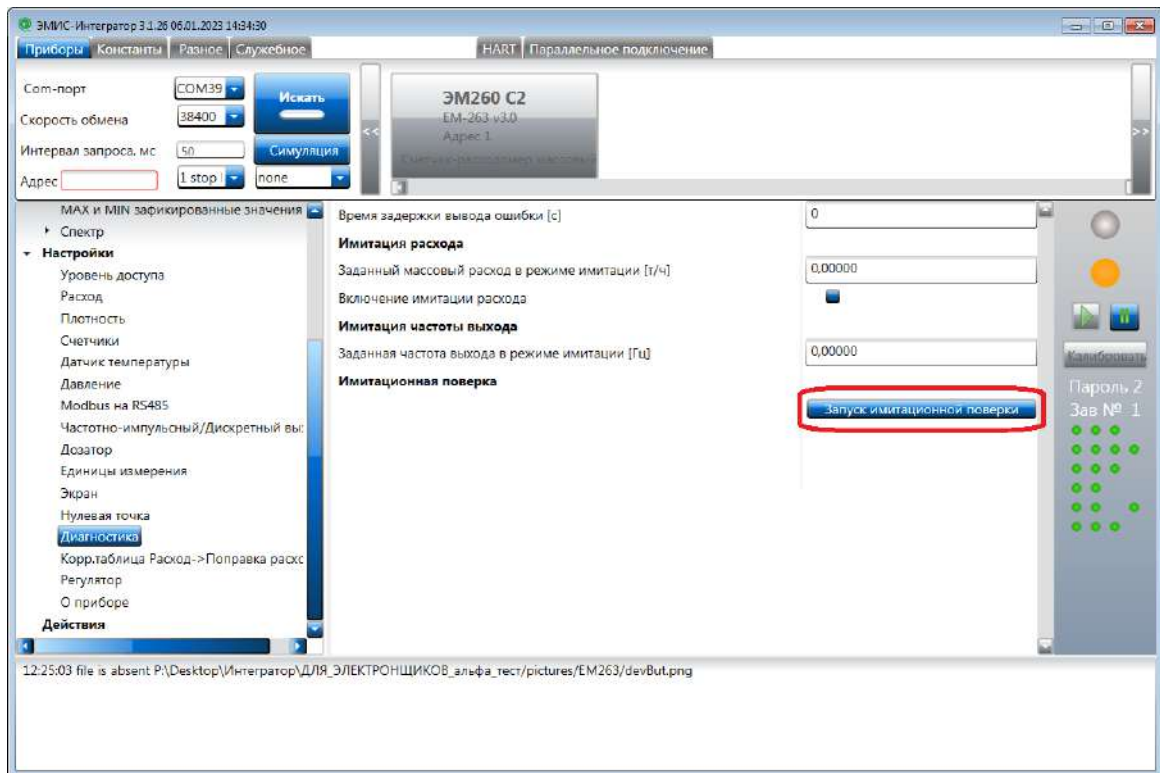 ЭМИС-Интегратор 3.1.26 06.01.2023 14:34:30
Приборы Константы Разное Служебное HART Параллельное подключение
Com-порт COM39 Искать
Скорость обмена 38400
Интервал запроса, мс 50 Симуляция
Адрес 1 stop none
<< >>
ЭМ260 С2
EM-263 v3.0
Адрес 1
Счетчик-расходомер массовый
MAX и MIN зафиксированные значения
Спектр
Настройки
Уровень доступа
Расход
Плотность
Счетчики
Датчик температуры
Давление
Modbus на RS485
Частотно-импульсный/Дискретный вы
Дозатор
Единицы измерения
Экран
Нулевая точка
Диагностика
Корр.таблица Расход->Поправка расхо
Регулятор
О приборе
Действия
Время задержки вывода ошибки [с] 0
Имитация расхода
Заданный массовый расход в режиме имитации [т/ч] 0,00000
Включение имитации расхода
Имитация частоты выхода
Заданная частота выхода в режиме имитации [Гц] 0,00000
Имитационная поверка
Запуск имитационной поверки
Калибровать
Пароль 2
Зав № 1
12:25:03 file is absent P:\Desktop\Интегратор\ДЛЯ_ЭЛЕКТРОНЩИКОВ_альфа_тест/pictures/EM263/devBut.png